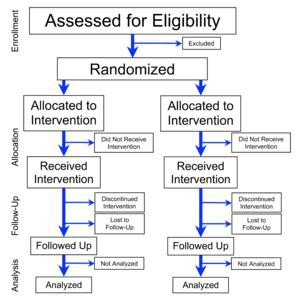 Enrollment
Assessed for Eligibility
Excluded
Randomized
Allocation
Allocated to
Intervention
Did Not Receive
Intervention
Received
Intervention
Allocated to
Intervention
Did Not Receive
Intervention
Received
Intervention
Follow-Up
Discontinued
Intervention
Lost to
Follow-Up
Followed Up
Discontinued
Intervention
Lost to
Follow-Up
Followed Up
Analysis
Not Analyzed
Analyzed
Not Analyzed
Analyzed